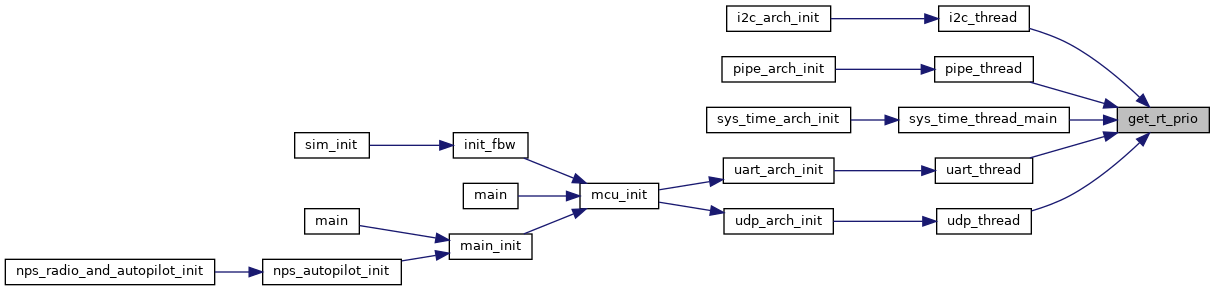 i2c_arch_init
i2c_thread
pipe_arch_init
pipe_thread
get_rt_prio
sys_time_arch_init
sys_time_thread_main
sim_init
init_fbw
uart_arch_init
uart_thread
main
mcu_init
main
udp_arch_init
udp_thread
main_init
nps_radio_and_autopilot_init
nps_autopilot_init